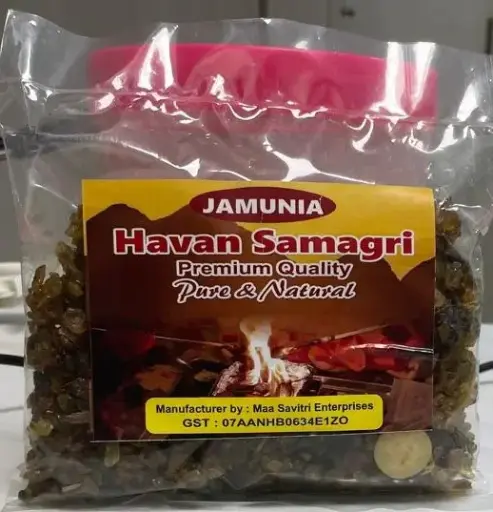 JAMUNIA
Havan Samagri
Premium Quality
Pure & Natural
Manufacturer by : Maa Savitri Enterprises
GST : 07AANHB0634E1ZO